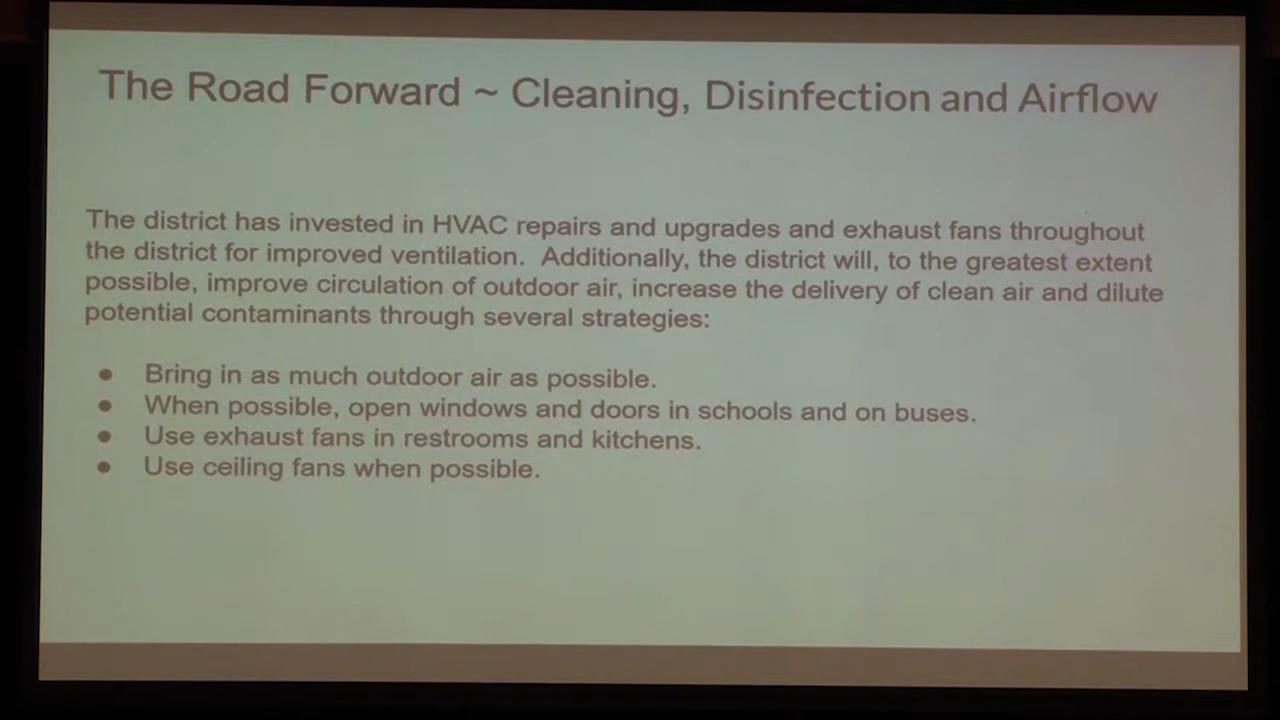 The Road Forward ~ Cleaning, Disinfection and Airflow
The district has invested in HVAC repairs and upgrades and exhaust fans throughout
the district for improved ventilation.  Additionally, the district will, to the greatest extent
possible, improve circulation of outdoor air, increase the delivery of clean air and dilute
potential contaminants through several strategies:
● Bring in as much outdoor air as possible.
● When possible, open windows and doors in schools and on buses.
● Use exhaust fans in restrooms and kitchens.
● Use ceiling fans when possible.